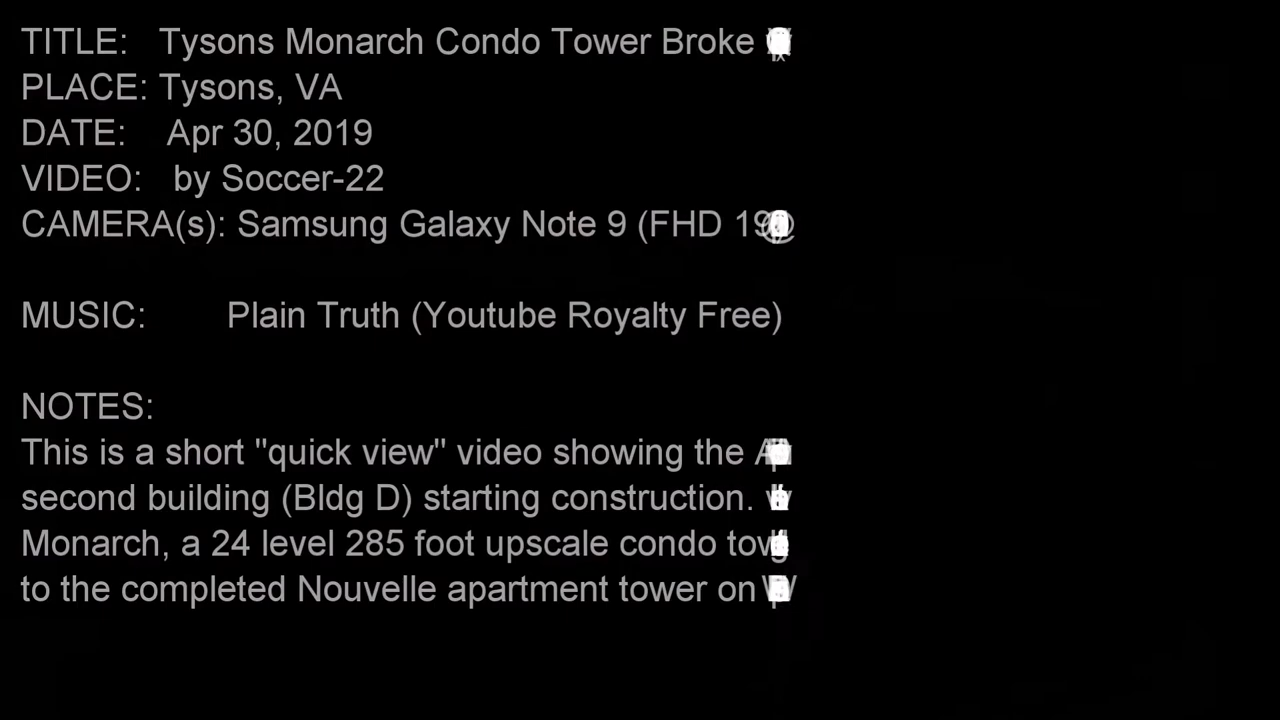 TITLE: Tysons Monarch Condo Tower Broke
PLACE: Tysons, VA
DATE: Apr 30, 2019
VIDEO: by Soccer-22
CAMERA(s): Samsung Galaxy Note 9 (FHD
MUSIC: Plain Truth (Youtube Royalty Free)
NOTES:
This is a short "quick view" video showing the
second building (Bldg D) starting construction.
Monarch, a 24 level 285 foot upscale condo
to the completed Nouvelle apartment tower on